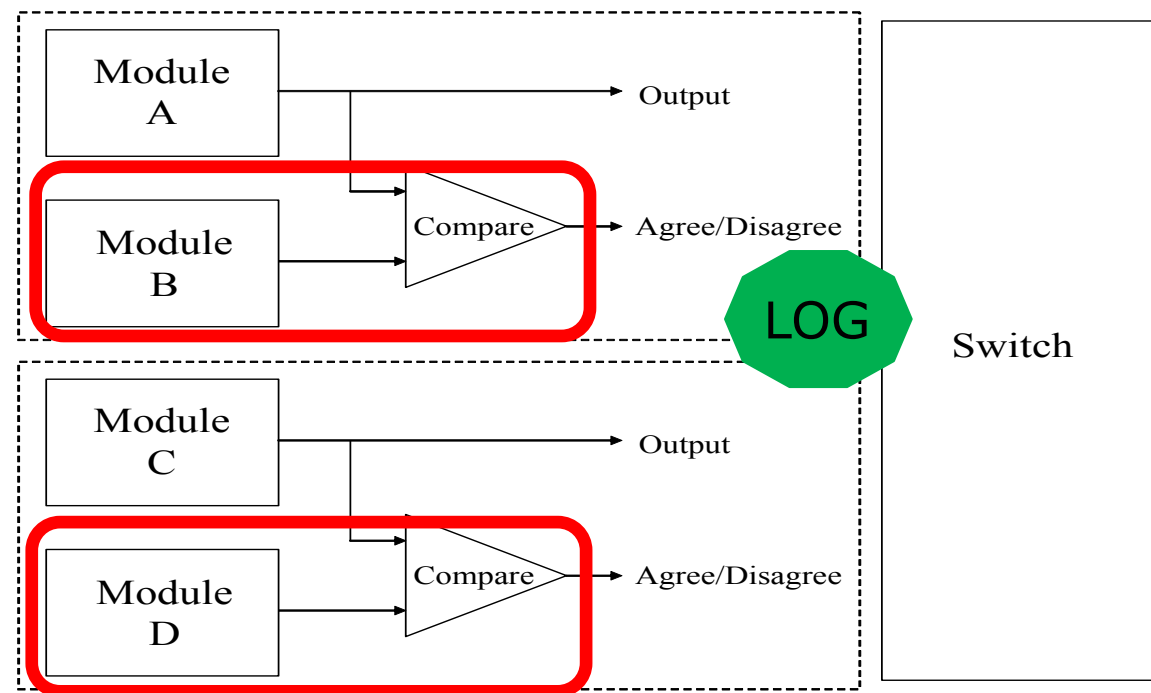 Module
A
Output
Module
B
Compare
Agree/Disagree
LOG
Switch
Module
C
Output
Module
D
Compare
Agree/Disagree